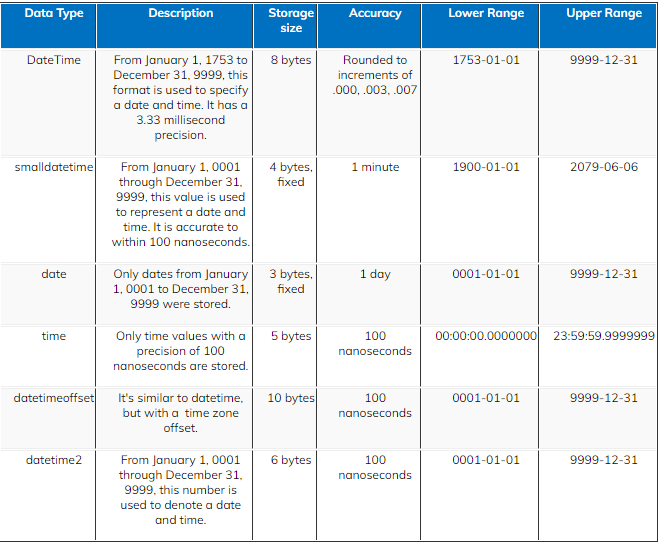 Data Type Description Storage size Accuracy Lower Range Upper Range
DateTime From January 1, 1753 to 8 bytes Rounded to 1753-01-01 9999-12-31
December 31, 9999, this increments of
format is used to specify .000, .003, .007
a date and time. It has a
3.33 millisecond
precision.
smalldatetime From January 1, 0001 4 bytes, 1 minute 1900-01-01 2079-06-06
through December 31, fixed
9999, this value is used
to represent a date and
time. It is accurate to
within 100 nanoseconds.
date Only dates from January 3 bytes, 1 day 0001-01-01 9999-12-31
1, 0001 to December 31, fixed
9999 were stored.
time Only time values with a 5 bytes 100 00:00:00.0000000 23:59:59.9999999
precision of 100 nanoseconds
nanoseconds are stored.
datetimeoffset It's similar to datetime, 10 bytes 100 0001-01-01 9999-12-31
but with a time zone nanoseconds
offset.
datetime2 From January 1, 0001 6 bytes 100 0001-01-01 9999-12-31
through December 31, nanoseconds
9999, this number is
used to denote a date
and time.